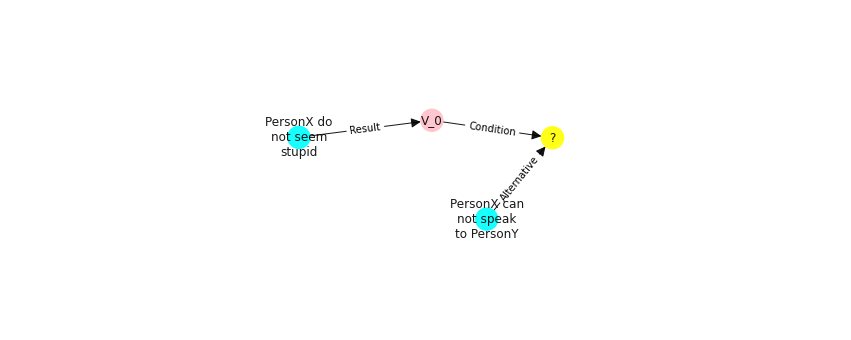 PersonX do
not seem
stupid
Result
V_0
Condition
?
Alternative
PersonX can
not speak
to PersonY